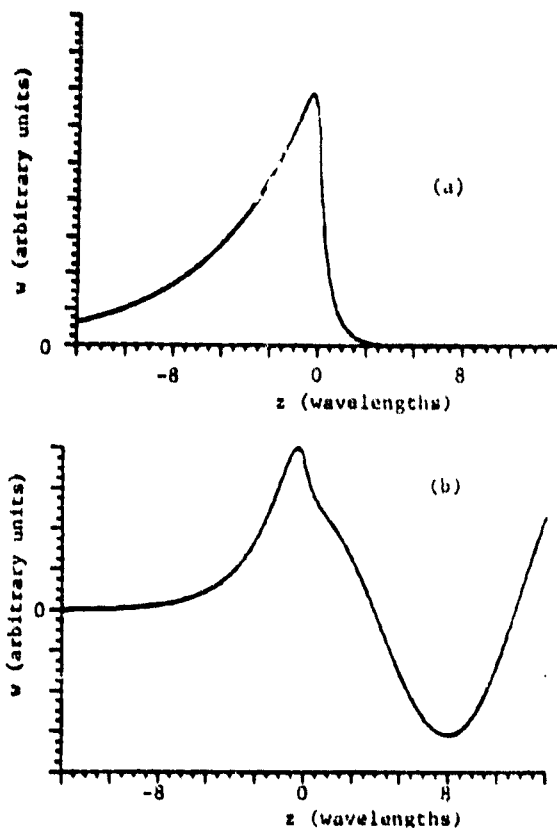 w (arbitrary units)
(a)
0
-8 0 8
z (wavelengths)
w (arbitrary units)
(b)
0
-8 0 8
z (wavelengths)